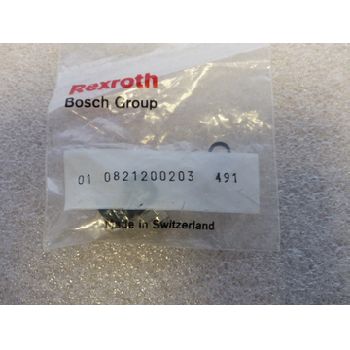 Rexroth
Bosch Group
01 0821200203 491
Made in Switzerland